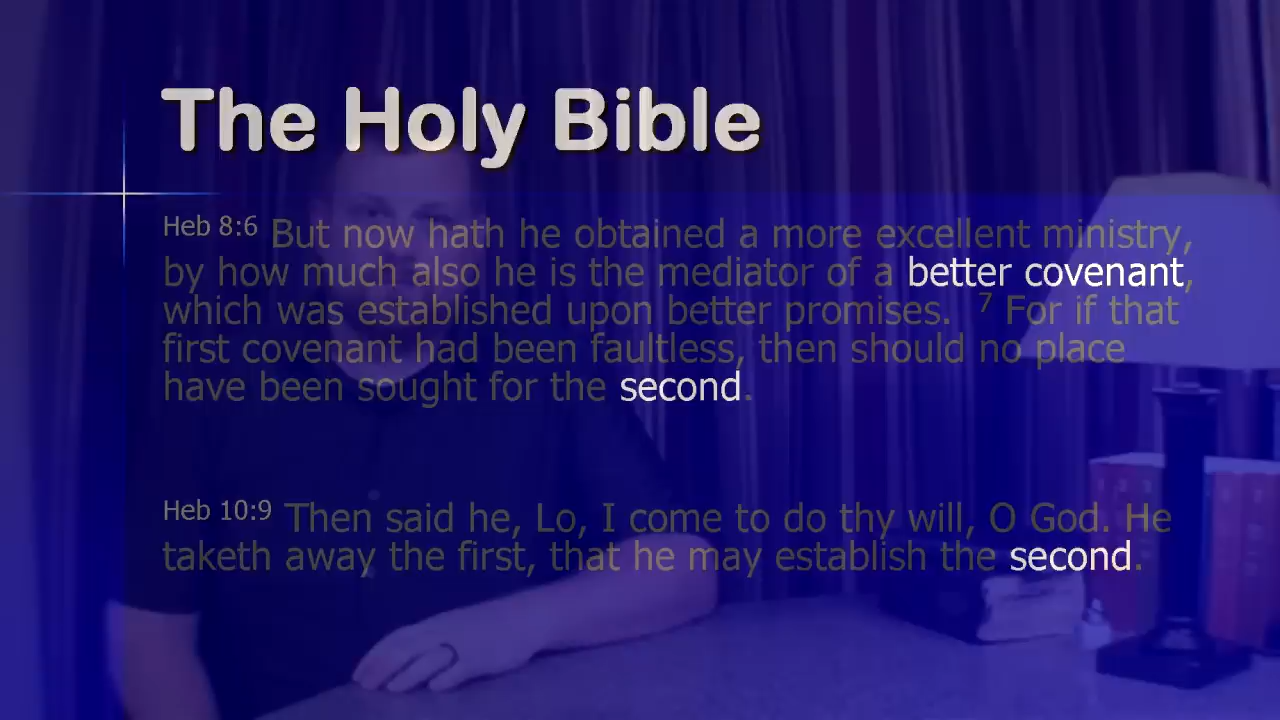 The Holy Bible
Heb 8:6 But now hath he obtained a more excellent ministry,
by how much also he is the mediator of a better covenant,
which was established upon better promises. 7 For if that
first covenant had been faultless, then should no place
have been sought for the second.
Heb 10:9 Then said he, Lo, I come to do thy will, O God. He
taketh away the first, that he may establish the second.